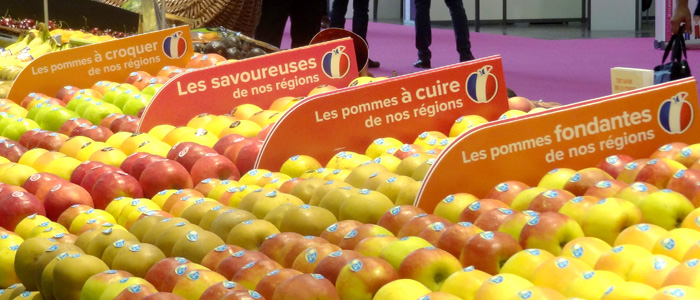 Les pommes à croquer
de nos régions
Les savoureuses
de nos régions
Les pommes à cuire
de nos régions
Les pommes fondantes
de nos régions